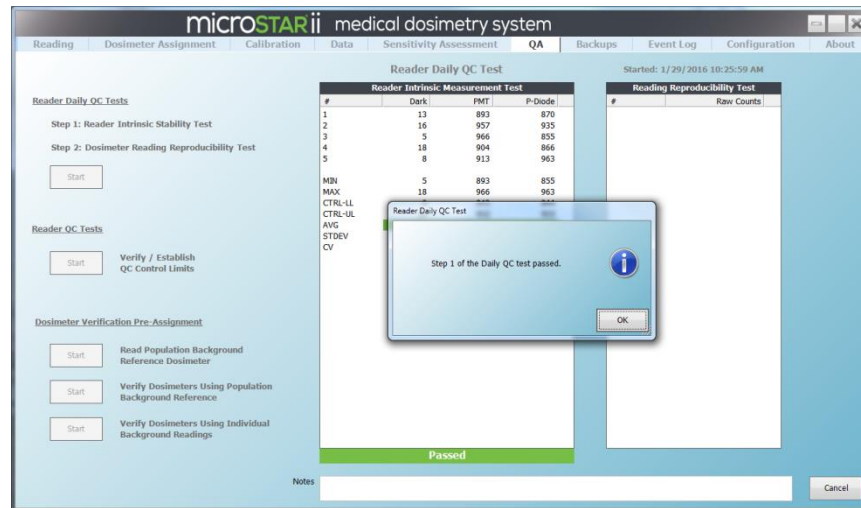 microSTAR ii medical dosimetry system
Reading Dosimeter Assignment Calibration Data Sensitivity Assessment QA Backups Event Log Configuration About
Reader Daily QC Test Started: 1/29/2016 10:25:59 AM
Reader Daily QC Tests
Step 1: Reader Intrinsic Stability Test
Step 2: Dosimeter Reading Reproducibility Test
Start
Reader QC Tests
Start Verify / Establish
QC Control Limits
Dosimeter Verification Pre-Assignment
Start Read Population Background
Reference Dosimeter
Start Verify Dosimeters Using Population
Background Reference
Start Verify Dosimeters Using Individual
Background Readings
Reader Intrinsic Measurement Test
# Dark PMT P-Diode
1 13 893 870
2 16 957 935
3 5 966 855
4 18 904 866
5 8 913 963
MIN 5 893 855
MAX 18 966 963
CTRL-LL
CTRL-UL
AVG
STDEV
CV
Passed
Reading Reproducibility Test
# Raw Counts
Reader Daily QC Test
Step 1 of the Daily QC test passed.
OK
Notes
Cancel